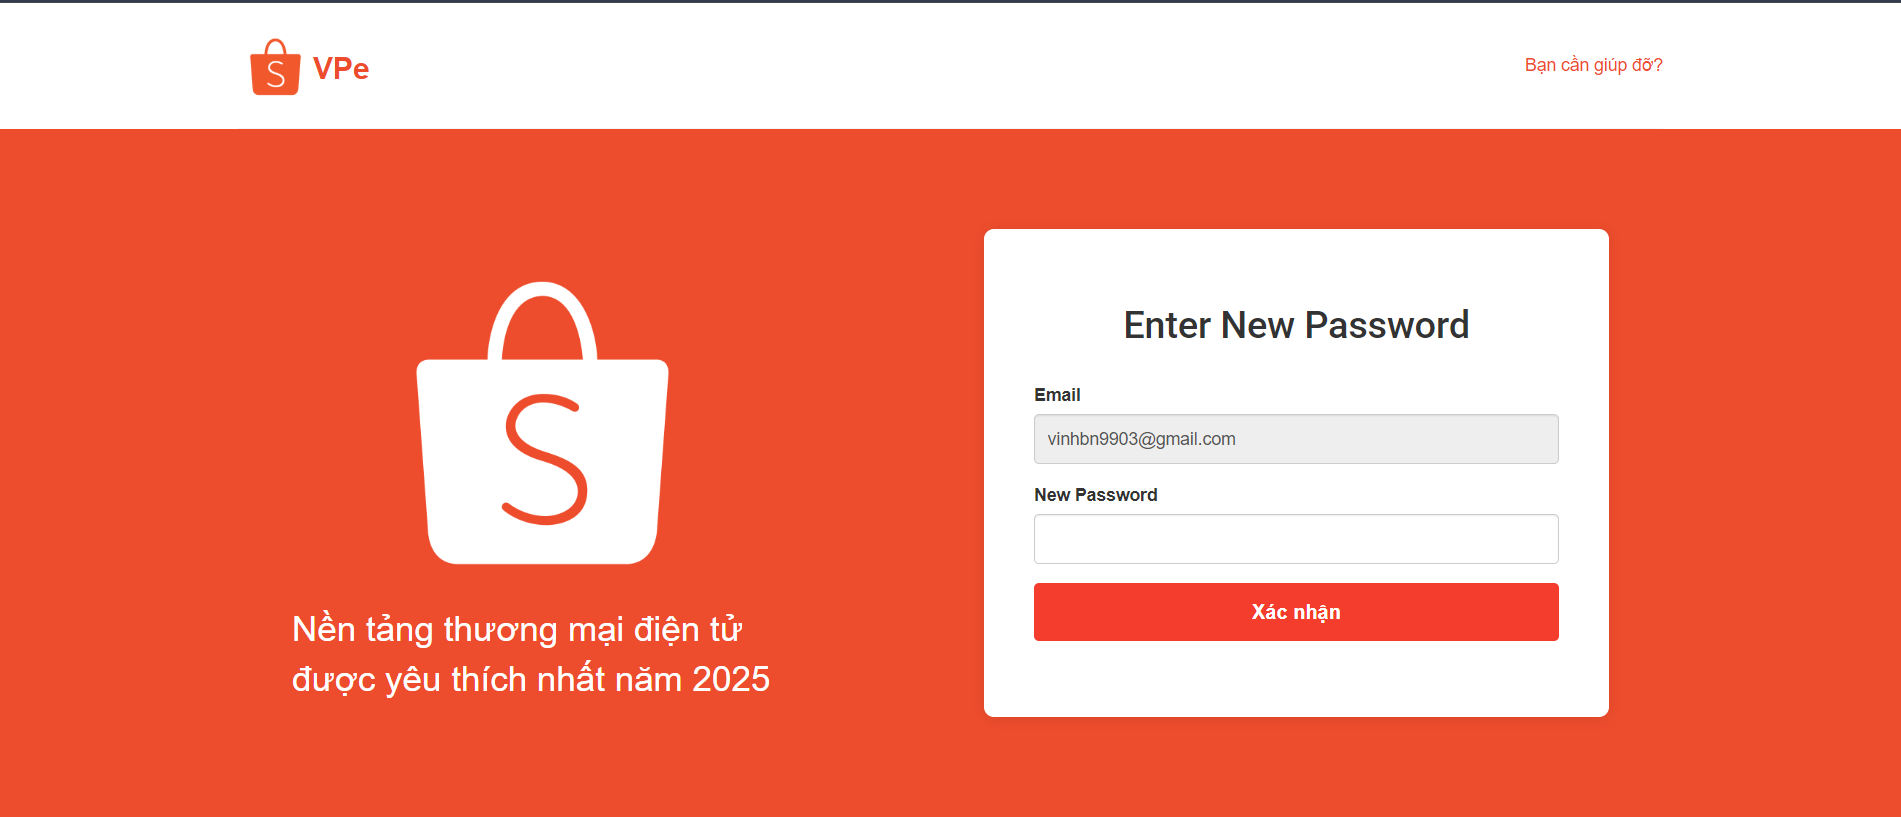 VPe
Bạn cần giúp đỡ?
S
Nền tảng thương mại điện tử
được yêu thích nhất năm 2025
Enter New Password
Email
vinhbn9903@gmail.com
New Password
Xác nhận